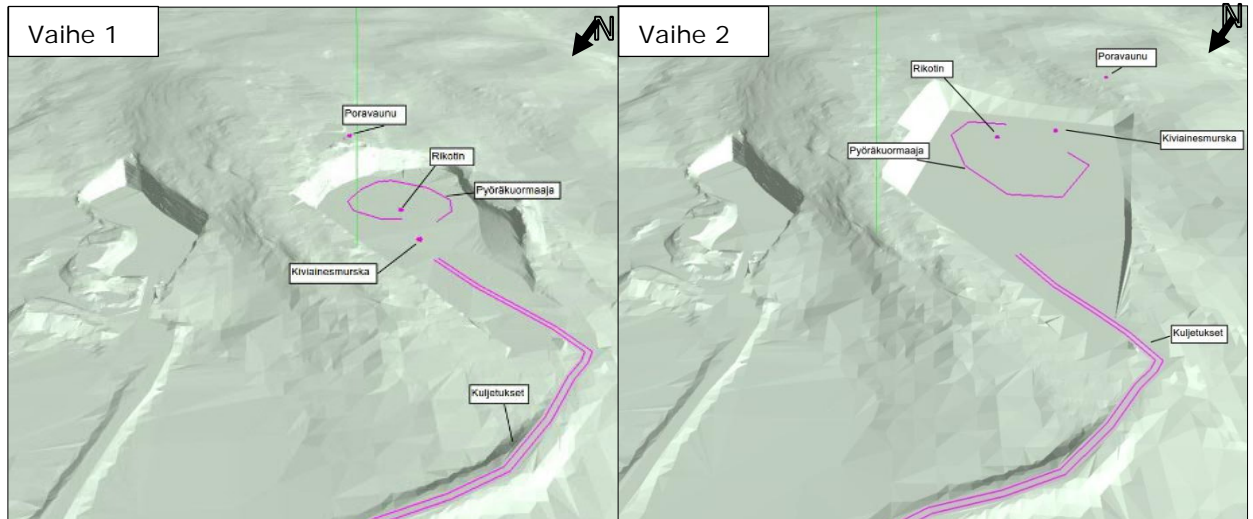 Vaihe 1
N
Poravaunu
Rikotin
Pyöräkuormaaja
Kiviainesmurska
Kuljetukset
Vaihe 2
N
Poravaunu
Rikotin
Kiviainesmurska
Pyöräkuormaaja
Kuljetukset